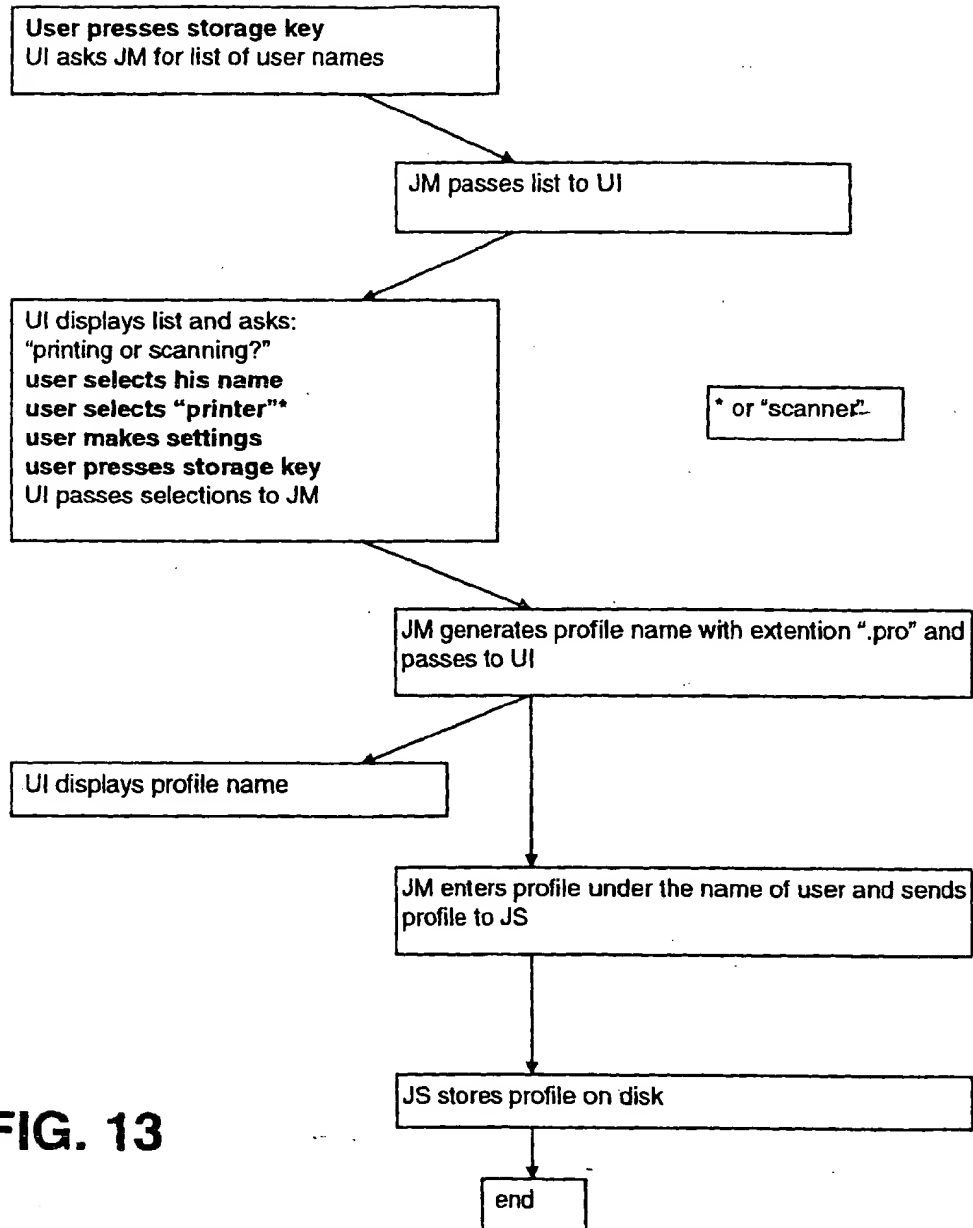 User presses storage key
UI asks JM for list of user names
JM passes list to UI
UI displays list and asks:
“printing or scanning?”
user selects his name
user selects “printer”*
user makes settings
user presses storage key
UI passes selections to JM
* or “scanner”
JM generates profile name with extention “.pro” and
passes to UI
UI displays profile name
JM enters profile under the name of user and sends
profile to JS
JS stores profile on disk
FIG. 13
end